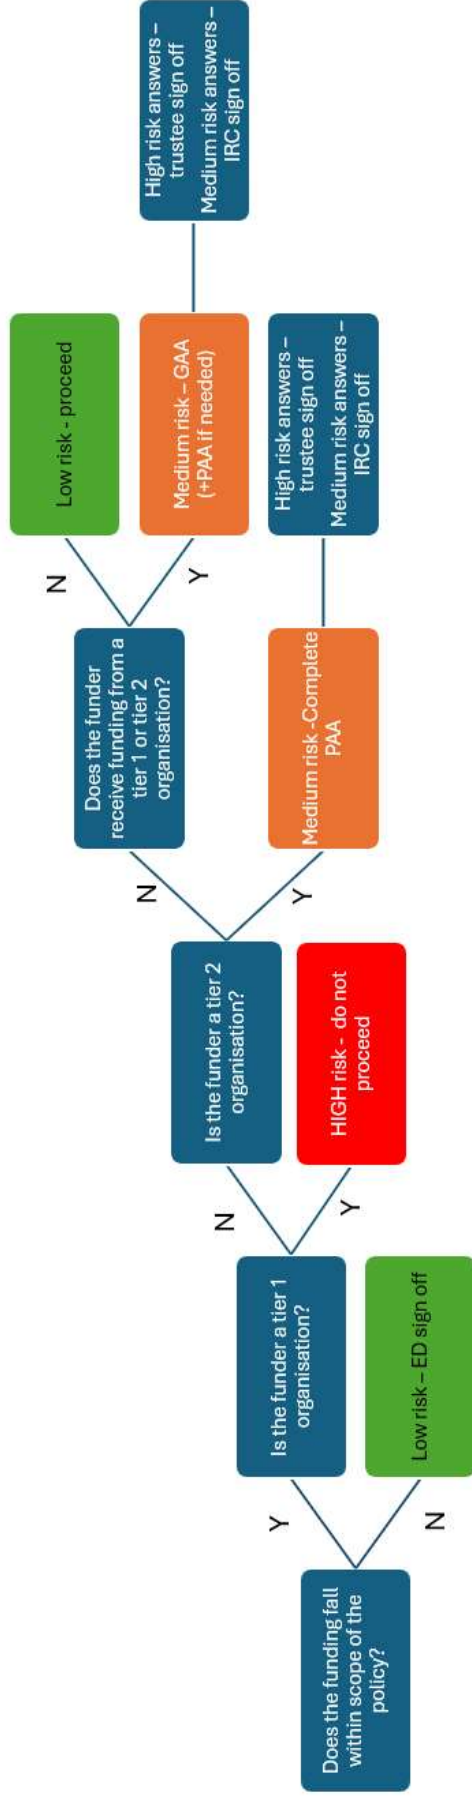 Does the funding fall
within scope of the
policy?
Y
N
Is the funder a tier 1
organisation?
Low risk – ED sign off
N
Y
Is the funder a tier 2
organisation?
HIGH risk - do not
proceed
N
Y
Does the funder
receive funding from a
tier 1 or tier 2
organisation?
Medium risk -Complete
PAA
N
Y
Low risk - proceed
Medium risk – GAA
(+PAA if needed)
High risk answers –
trustee sign off
Medium risk answers –
IRC sign off
High risk answers –
trustee sign off
Medium risk answers –
IRC sign off